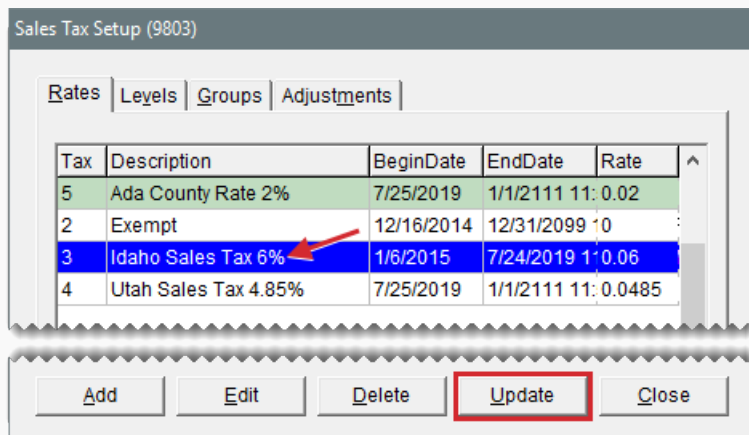 Sales Tax Setup (9803)
Rates Levels Groups Adjustments
Tax Description BeginDate EndDate Rate
5 Ada County Rate 2% 7/25/2019 1/1/2111 11: 0.02
2 Exempt 12/16/2014 12/31/2099 1 0
3 Idaho Sales Tax 6% 1/6/2015 7/24/2019 1 0.06
4 Utah Sales Tax 4.85% 7/25/2019 1/1/2111 11: 0.0485
Add Edit Delete Update Close